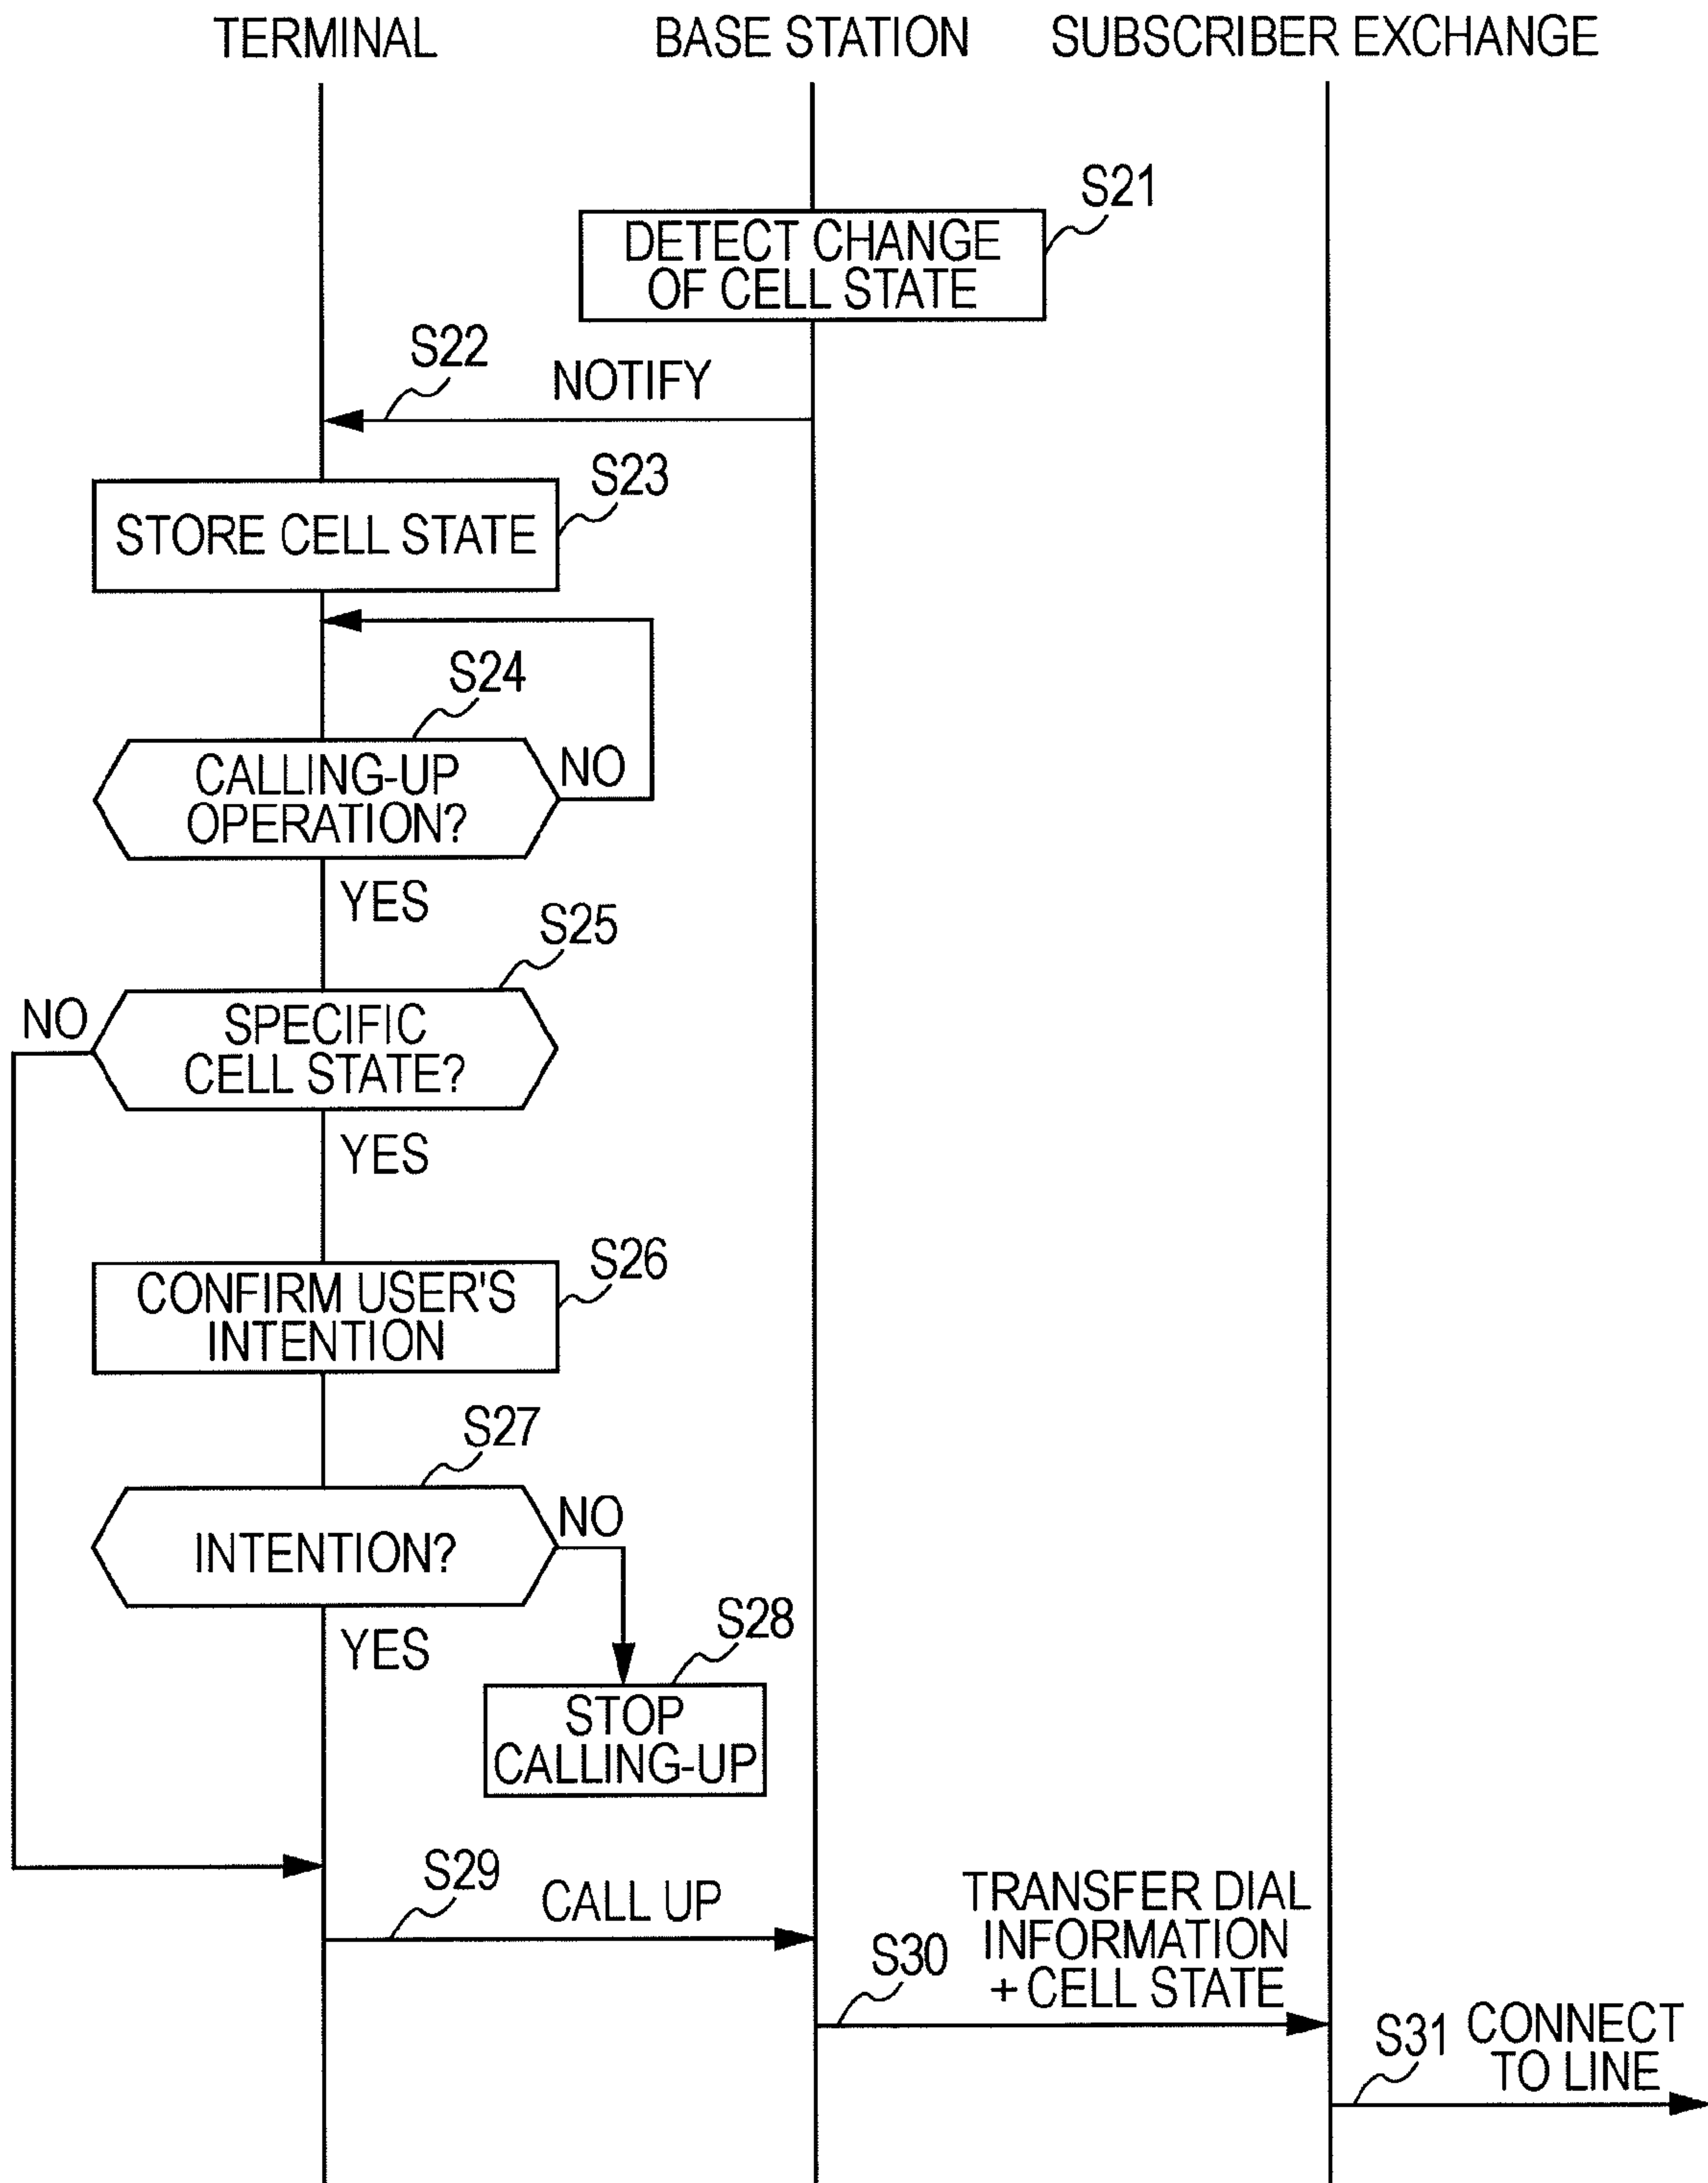 TERMINAL
BASE STATION
SUBSCRIBER EXCHANGE
S21
DETECT CHANGE
OF CELL STATE
S22
NOTIFY
S23
STORE CELL STATE
S24
CALLING-UP
OPERATION?
NO
YES
S25
NO
SPECIFIC
CELL STATE?
YES
S26
CONFIRM USER'S
INTENTION
S27
INTENTION?
NO
YES
S28
STOP
CALLING-UP
S29
CALL UP
S30
TRANSFER DIAL
INFORMATION
+ CELL STATE
S31
CONNECT
TO LINE